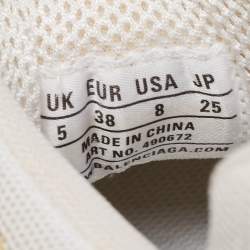 UK EUR USA JP
5 38 8 25
MADE IN CHINA
ART NO. 490672
W.BALENCIAGA.COM